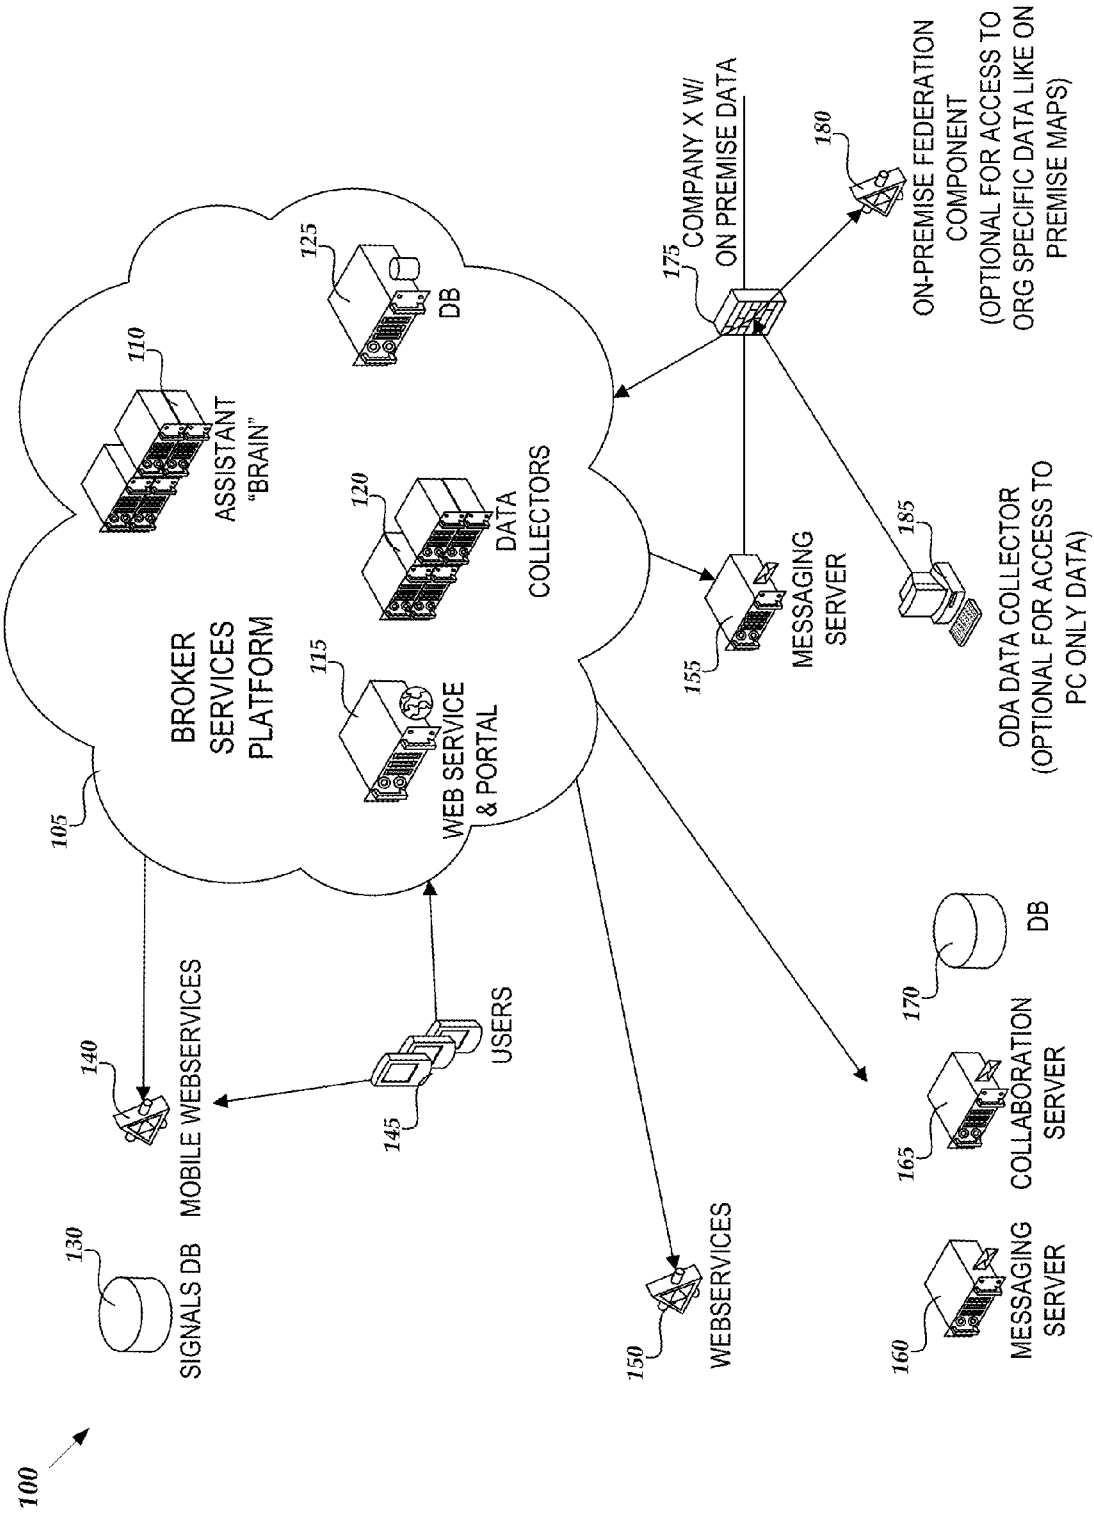 100
130
SIGNALS DB
140
MOBILE WEBSERVICES
105
BROKER
SERVICES
PLATFORM
110
ASSISTANT
"BRAIN"
125
DB
120
DATA
COLLECTORS
115
WEB SERVICE
& PORTAL
145
USERS
150
WEBSERVICES
155
MESSAGING
SERVER
175
COMPANY X W/
ON PREMISE DATA
160
MESSAGING
SERVER
165
COLLABORATION
SERVER
170
DB
185
ODA DATA COLLECTOR
(OPTIONAL FOR ACCESS TO
PC ONLY DATA)
180
ON-PREMISE FEDERATION
COMPONENT
(OPTIONAL FOR ACCESS TO
ORG SPECIFIC DATA LIKE ON
PREMISE MAPS)